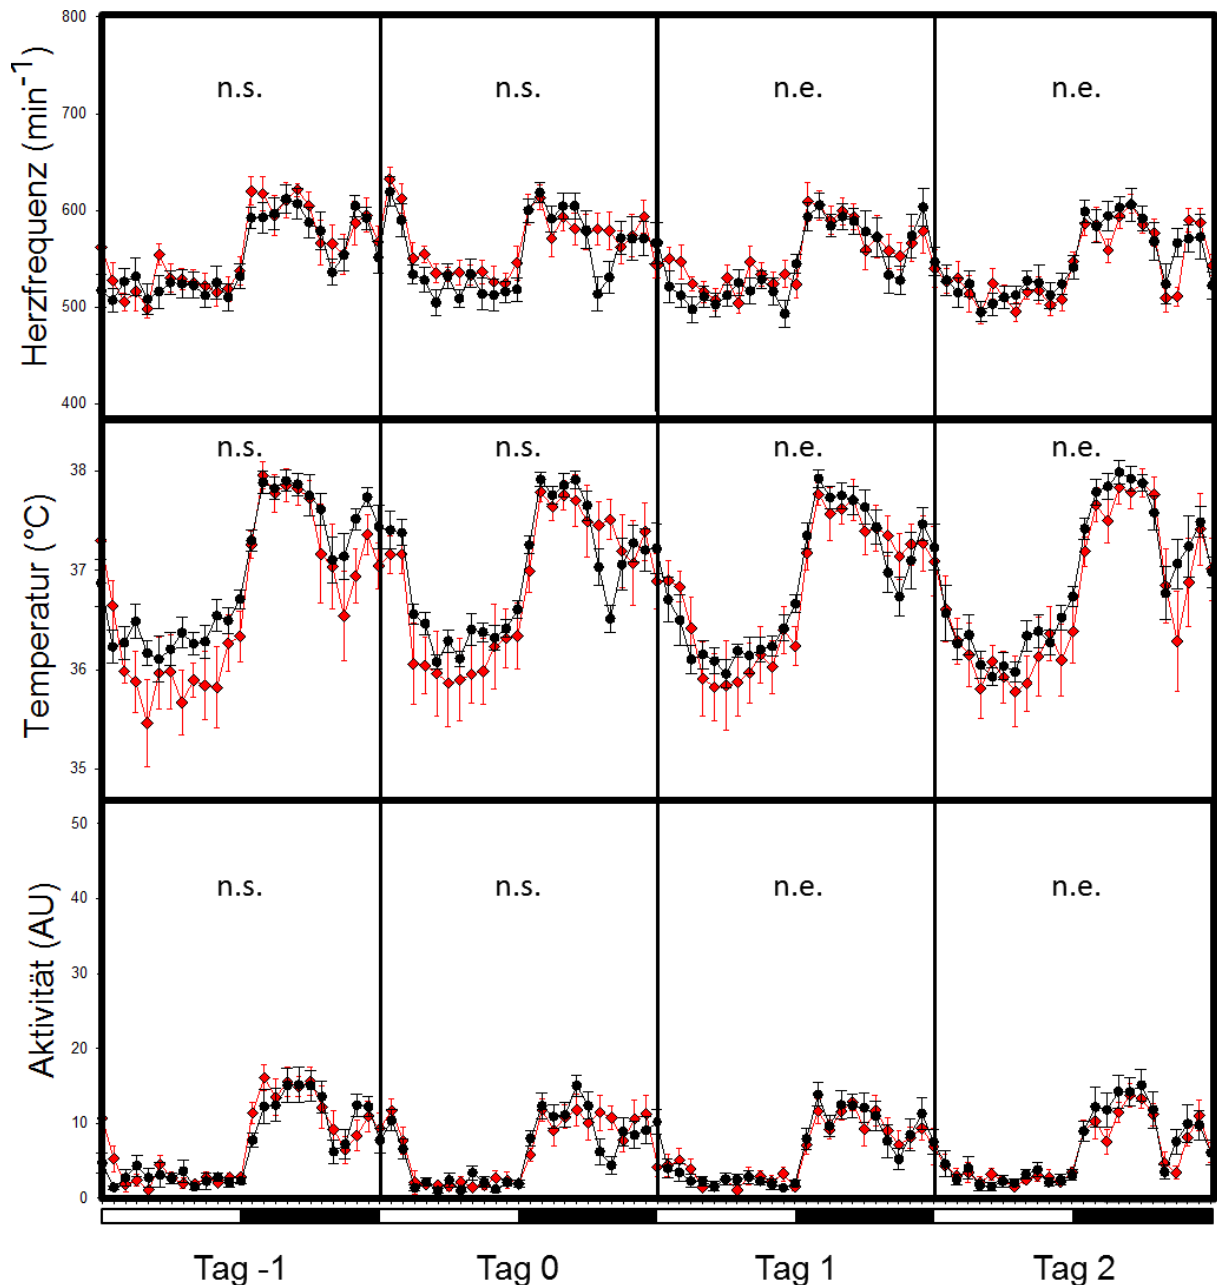 Herzfrequenz (min⁻¹)
800
700
600
500
400
n.s.
n.s.
n.e.
n.e.
Temperatur (°C)
38
37
36
35
n.s.
n.s.
n.e.
n.e.
Aktivität (AU)
50
40
30
20
10
0
n.s.
n.s.
n.e.
n.e.
Tag -1
Tag 0
Tag 1
Tag 2